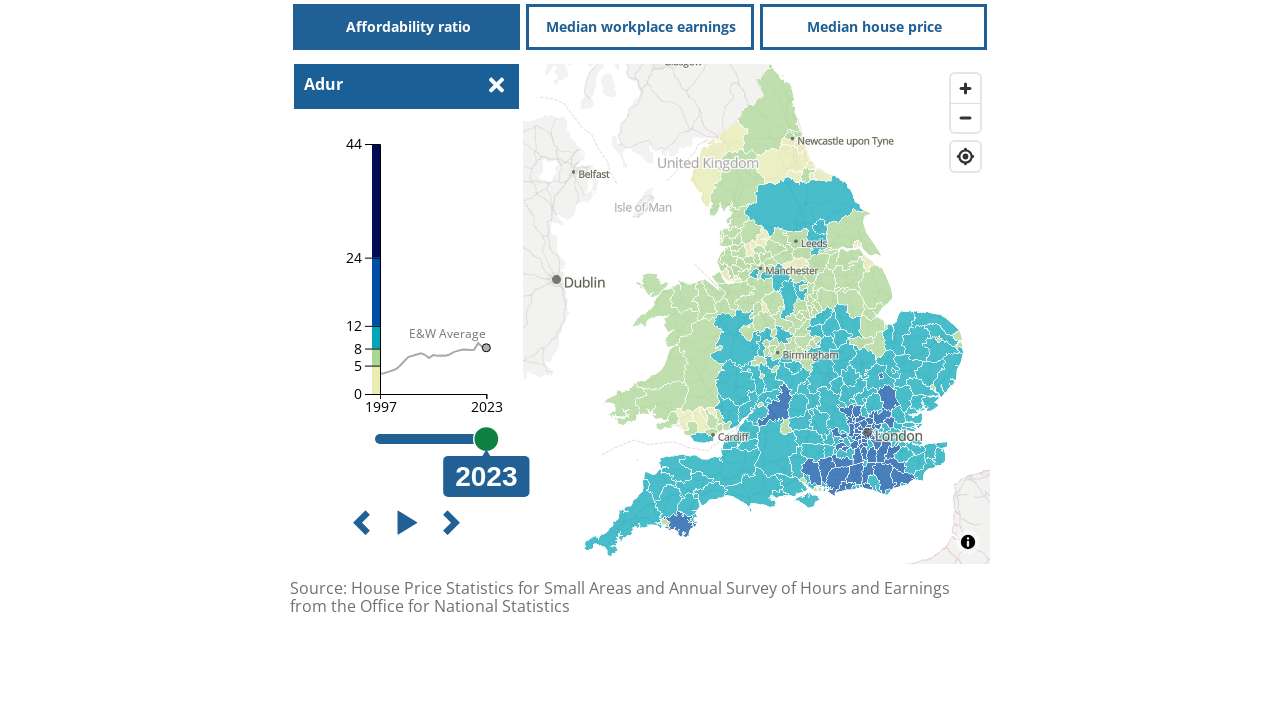 Affordability ratio
Median workplace earnings
Median house price
Adur
44
24
12
8
5
0
E&W Average
1997
2023
2023
Glasgow
Newcastle upon Tyne
United Kingdom
Belfast
Isle of Man
Leeds
Manchester
Dublin
Birmingham
Cardiff
London
Source: House Price Statistics for Small Areas and Annual Survey of Hours and Earnings
from the Office for National Statistics